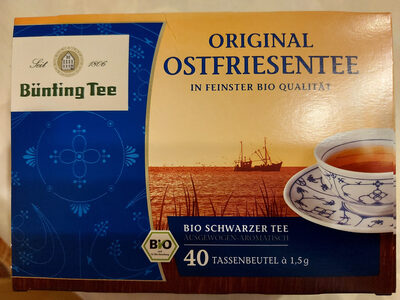 Seit 1806
Bünting Tee
ORIGINAL
OSTFRIESENTEE
IN FEINSTER BIO QUALITÄT
BIO SCHWARZER TEE
AUSGEWOGEN-AROMATISCH
Bio
40 TASSENBEUTEL à 1,5g